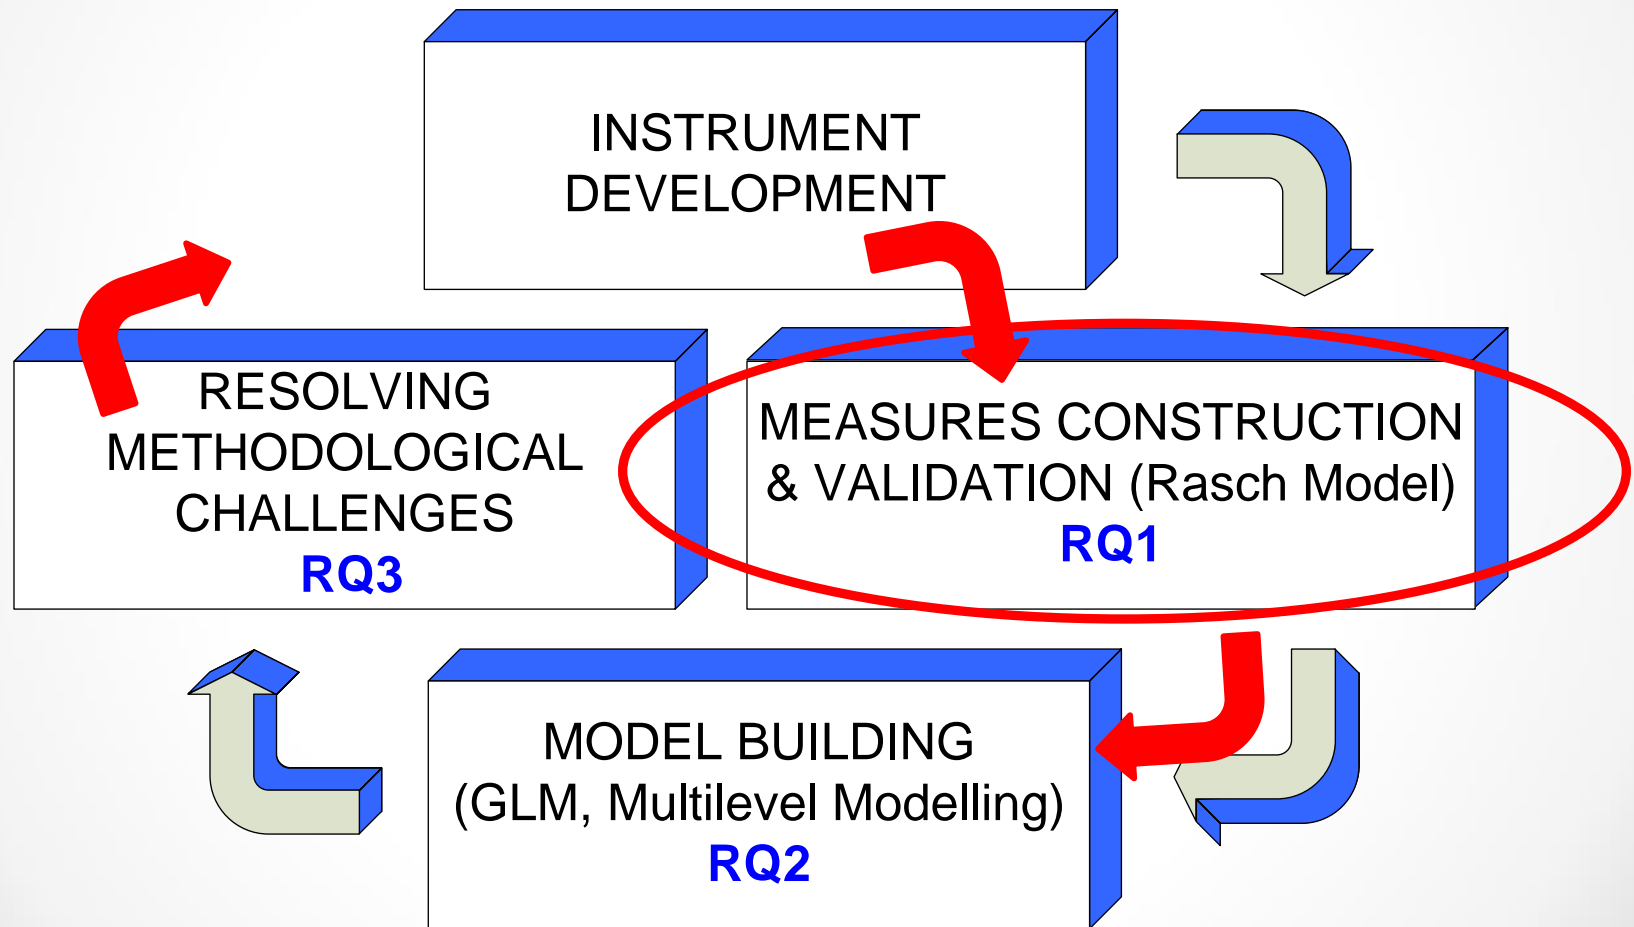 INSTRUMENT
DEVELOPMENT
RESOLVING
METHODOLOGICAL
CHALLENGES
RQ3
MEASURES CONSTRUCTION
& VALIDATION (Rasch Model)
RQ1
MODEL BUILDING
(GLM, Multilevel Modelling)
RQ2